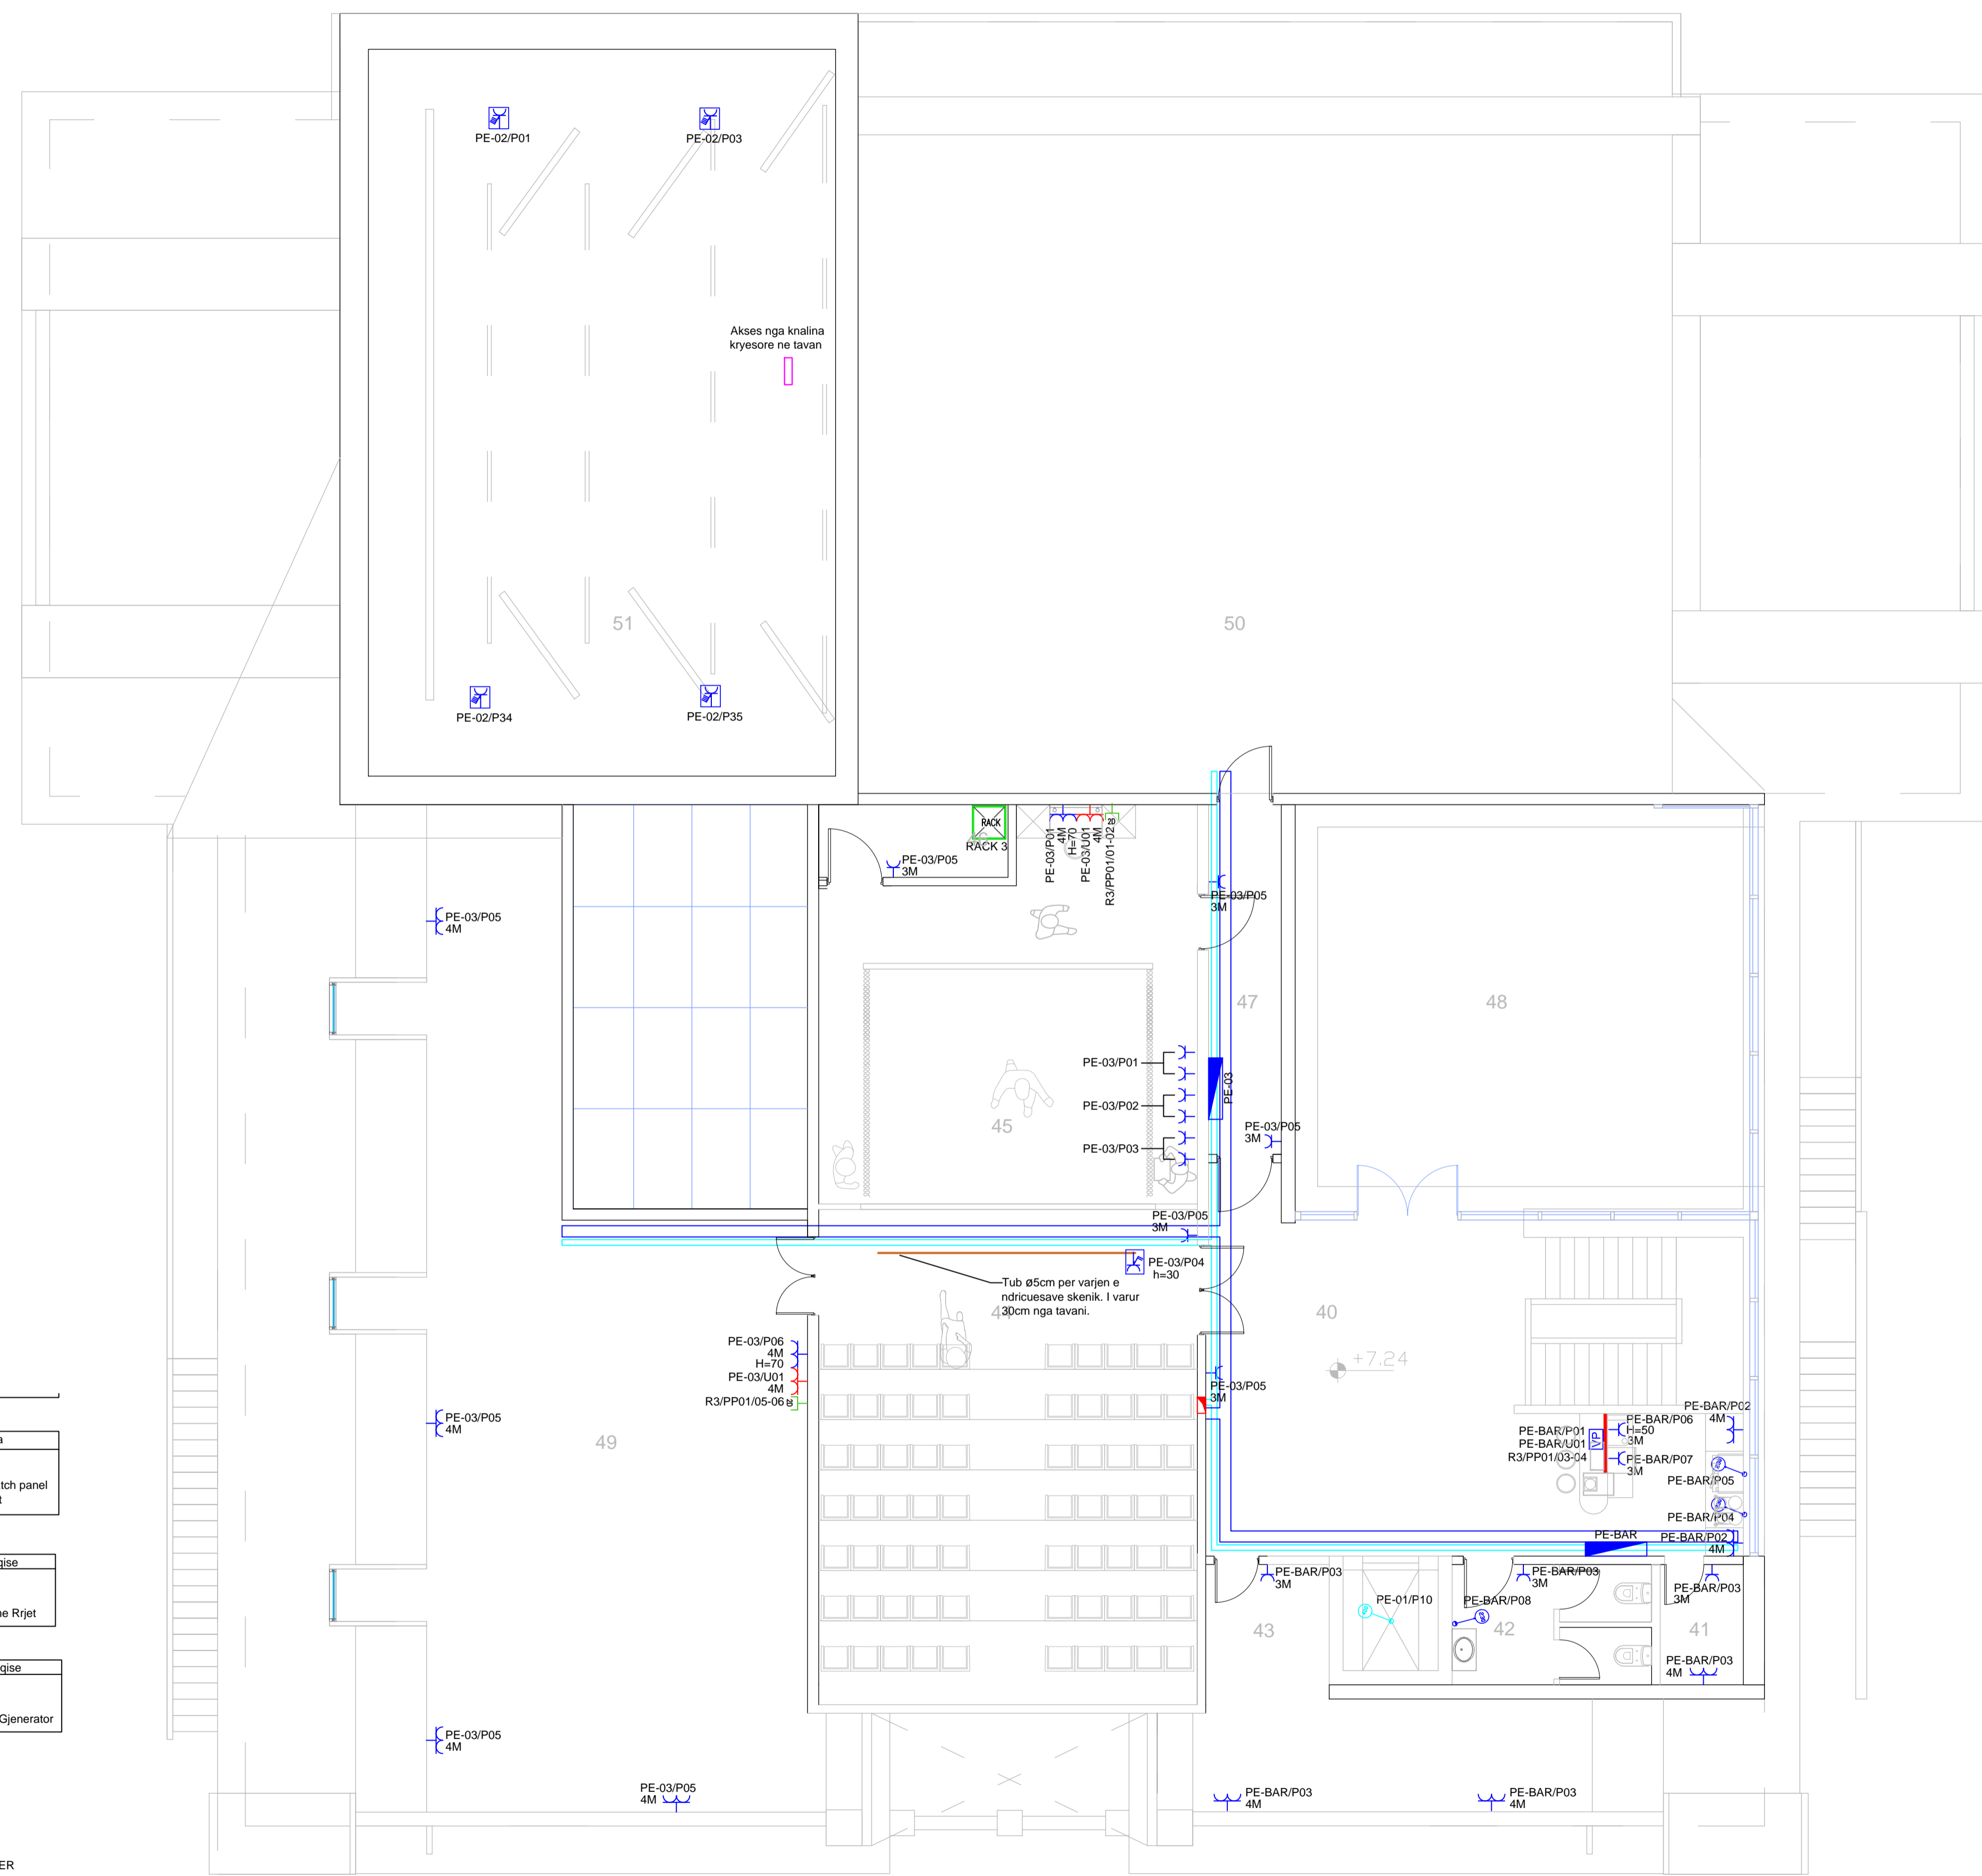 PE-02/P01
PE-02/P03
Akses nga knalina
kryesore ne tavan
51
50
PE-02/P34
PE-02/P35
RACK
RACK 3
PE-03/P05
3M
PE-03/P01
4M
H=70
PE-03/U01
4M
R3/PP01/01-02
2D
PE-03/P05
3M
PE-03/P05
4M
47
48
PE-03/P01
PE-03/P02
PE-03/P03
PE-03
45
PE-03/P05
3M
PE-03/P05
3M
PE-03/P04
h=30
Tub ø5cm per varjen e
ndricuesave skenik. I varur
30cm nga tavani.
44
40
+7.24
PE-03/P06
4M
H=70
PE-03/U01
4M
R3/PP01/05-06
2D
PE-03/P05
3M
PE-03/P05
4M
49
PE-BAR/P01
PE-BAR/U01
R3/PP01/03-04
VP
PE-BAR/P06
H=50
3M
PE-BAR/P07
3M
PE-BAR/P02
4M
PE-BAR/P05
PE-BAR/P04
PE-BAR
PE-BAR/P02
4M
a
tch panel
t
qise
ne Rrjet
qise
Gjenerator
PE-BAR/P03
3M
PE-01/P10
PE-BAR/P08
PE-BAR/P03
3M
PE-BAR/P03
3M
43
42
41
PE-BAR/P03
4M
PE-03/P05
4M
PE-03/P05
4M
PE-BAR/P03
4M
PE-BAR/P03
4M
ER